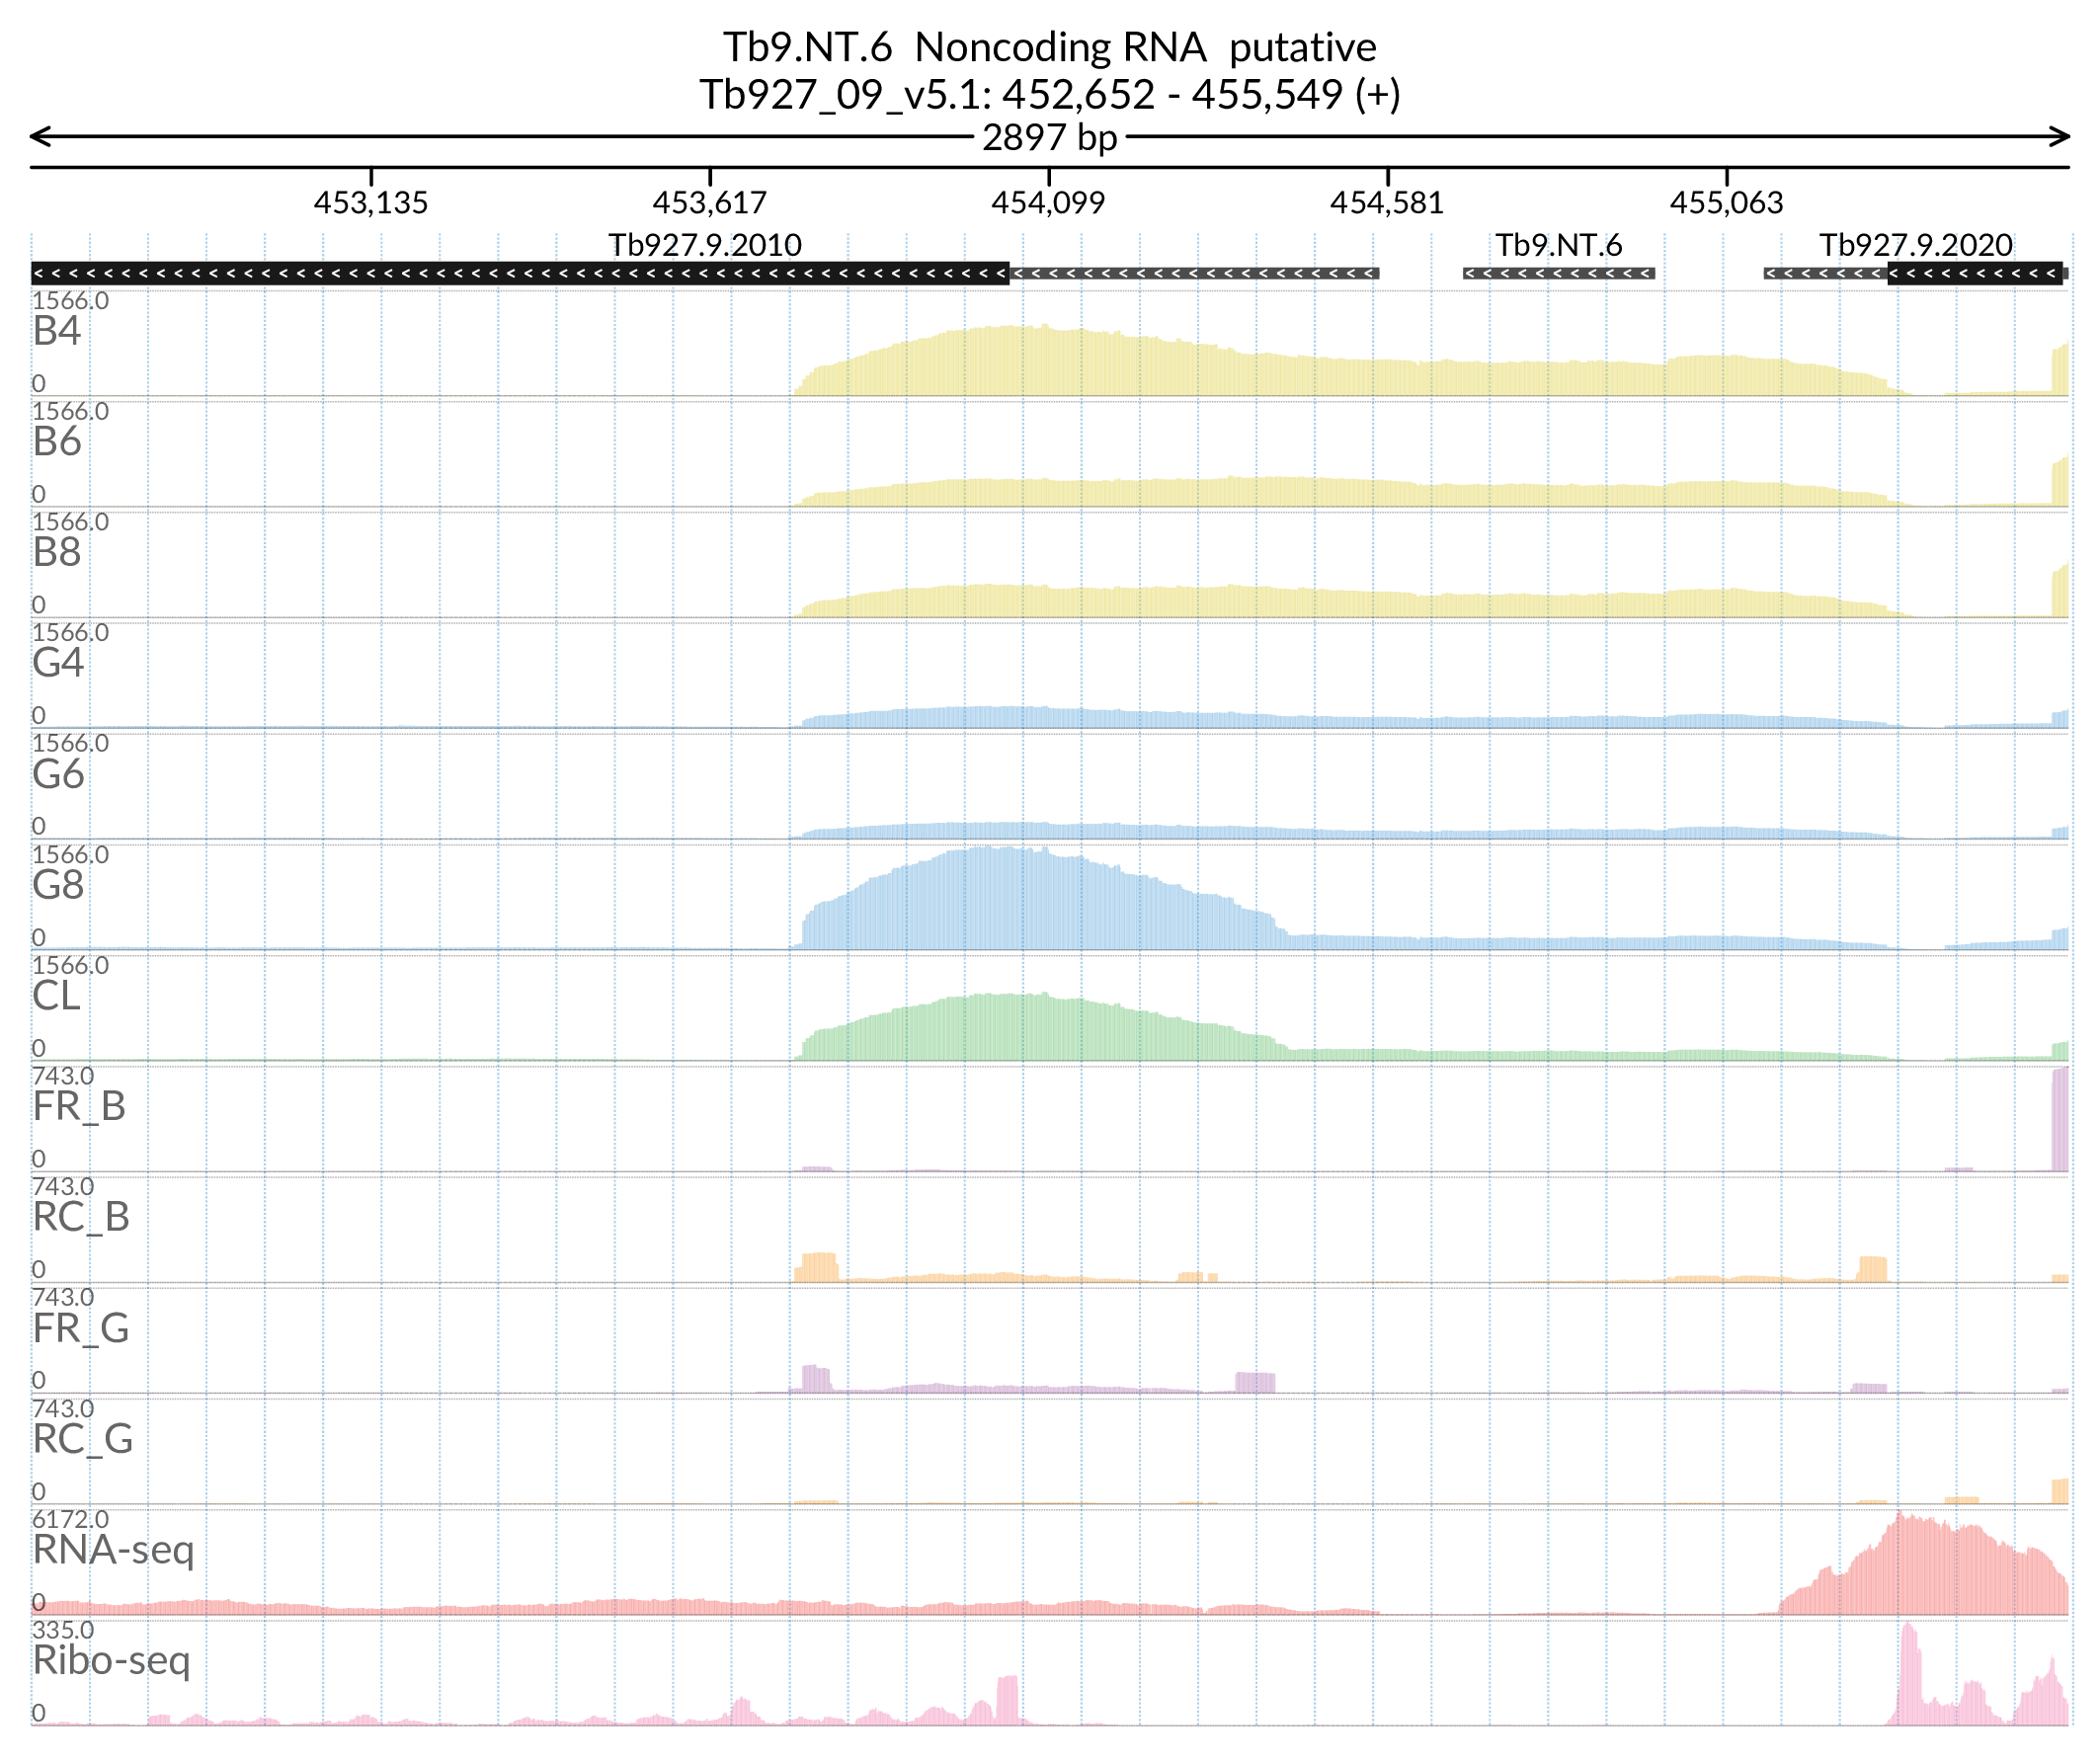 Tb9.NT.6 Noncoding RNA putative
Tb927_09_v5.1: 452,652 - 455,549 (+)
2897 bp
453,135 453,617 454,099 454,581 455,063
Tb927.9.2010 Tb9.NT.6 Tb927.9.2020
1566.0
B4
0
1566.0
B6
0
1566.0
B8
0
1566.0
G4
0
1566.0
G6
0
1566.0
G8
0
1566.0
CL
0
743.0
FR_B
0
743.0
RC_B
0
743.0
FR_G
0
743.0
RC_G
0
6172.0
RNA-seq
0
335.0
Ribo-seq
0